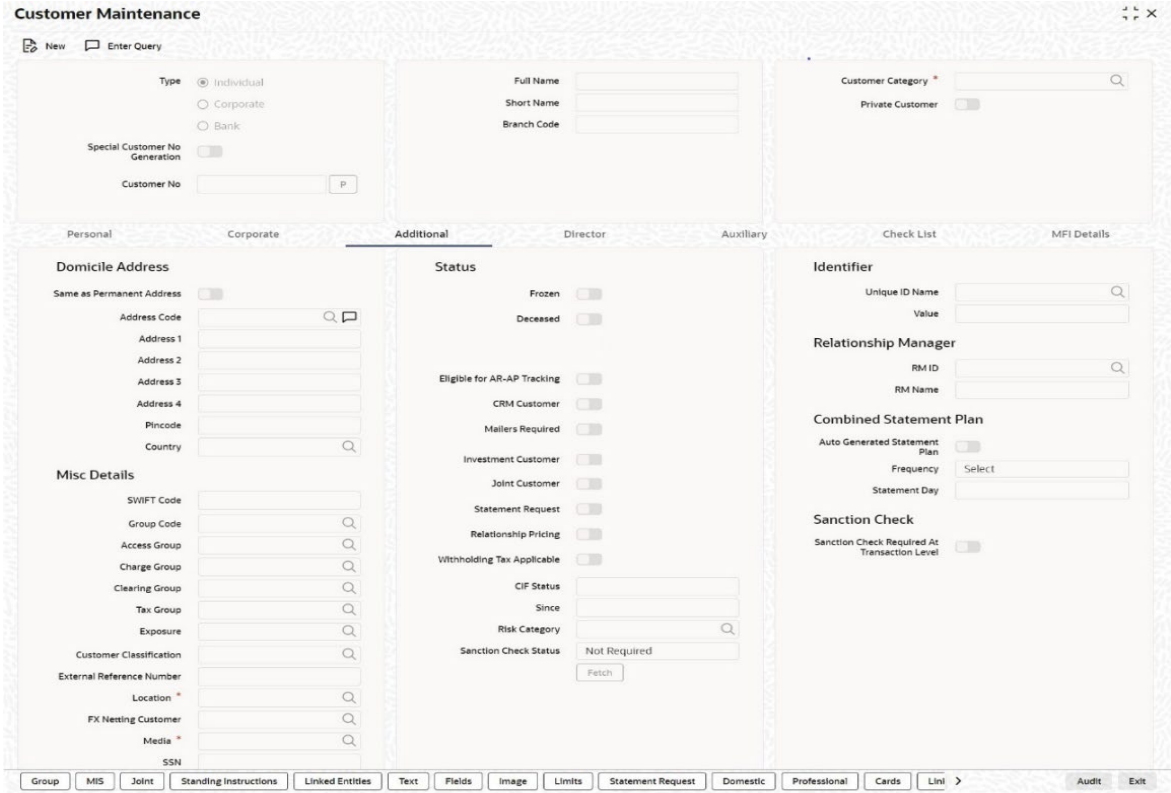 Customer Maintenance
New Enter Query
Type Individual
Corporate
Bank
Special Customer No
Generation
Customer No P
Full Name
Short Name
Branch Code
Customer Category *
Private Customer
Personal Corporate Additional Director Auxiliary Check List MFI Details
Domicile Address
Same as Permanent Address
Address Code
Address 1
Address 2
Address 3
Address 4
Pincode
Country
Misc Details
SWIFT Code
Group Code
Access Group
Charge Group
Clearing Group
Tax Group
Exposure
Customer Classification
External Reference Number
Location *
FX Netting Customer
Media *
SSN
Status
Frozen
Deceased
Eligible for AR-AP Tracking
CRM Customer
Mailers Required
Investment Customer
Joint Customer
Statement Request
Relationship Pricing
Withholding Tax Applicable
CIF Status
Since
Risk Category
Sanction Check Status Not Required
Fetch
Identifier
Unique ID Name
Value
Relationship Manager
RM ID
RM Name
Combined Statement Plan
Auto Generated Statement
Plan
Frequency Select
Statement Day
Sanction Check
Sanction Check Required At
Transaction Level
Group MIS Joint Standing Instructions Linked Entities Text Fields Image Limits Statement Request Domestic Professional Cards Audit Exit